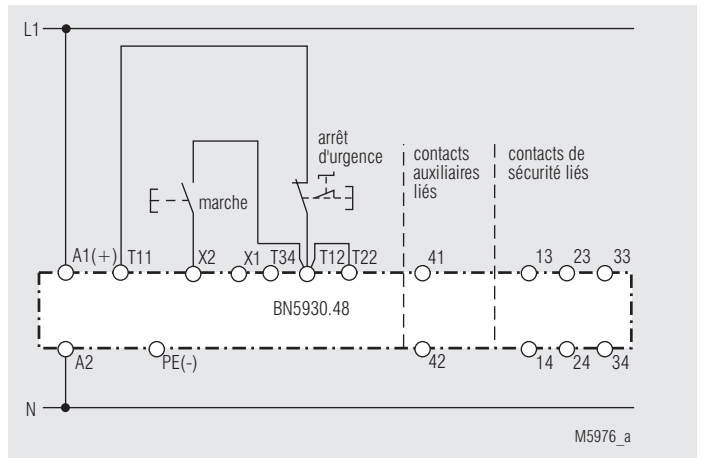 L1
arrêt
d'urgence
contacts
auxiliaires
liés
contacts de
sécurité liés
marche
A1(+) T11 X2 X1 T34 T12 T22 41 13 23 33
BN5930.48
A2 PE(-) 42 14 24 34
N
M5976_a